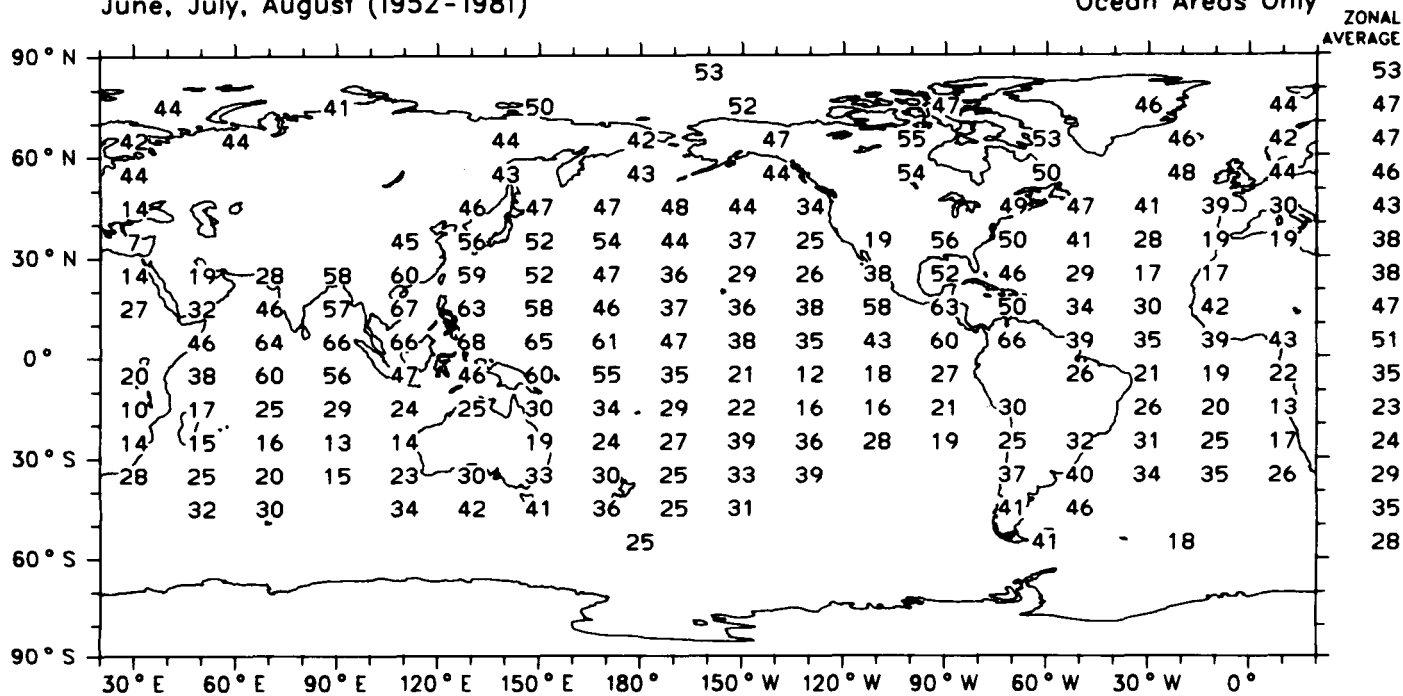 June, July, August (1952-1981) Ocean Areas Only
ZONAL
AVERAGE
90° N
53 53
44 41 50 52 47 46 44 47
42 44 44 42 47 55 53 46 42 47
60° N
44 43 43 44 54 50 48 44 46
14 46 47 47 48 44 34 49 47 41 39 30 43
7 45 56 52 54 44 37 25 19 56 50 41 28 19 19 38
30° N
14 19 28 58 60 59 52 47 36 29 26 38 52 46 29 17 17 38
27 32 46 57 67 63 58 46 37 36 38 58 63 50 34 30 42 47
46 64 66 66 68 65 61 47 38 35 43 60 66 39 35 39 43 51
0°
20 38 60 56 47 46 60 55 35 21 12 18 27 26 21 19 22 35
10 17 25 29 24 25 30 34 29 22 16 16 21 30 26 20 13 23
14 15 16 13 14 19 24 27 39 36 28 19 25 32 31 25 17 24
30° S
28 25 20 15 23 30 33 30 25 33 39 37 40 34 35 26 29
32 30 34 42 41 36 25 31 41 46 35
25 41 18 28
60° S
90° S
30° E 60° E 90° E 120° E 150° E 180° 150° W 120° W 90° W 60° W 30° W 0°